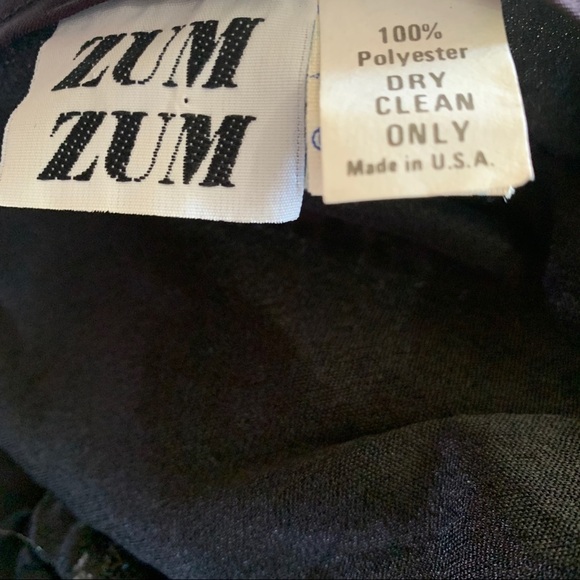 ZUM
ZUM
100%
Polyester
DRY
CLEAN
ONLY
Made in U.S.A.